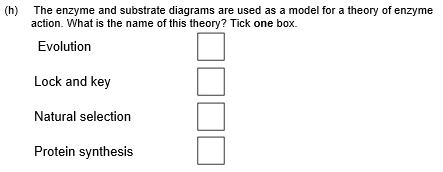 (h) The enzyme and substrate diagrams are used as a model for a theory of enzyme
action. What is the name of this theory? Tick one box.
Evolution
Lock and key
Natural selection
Protein synthesis